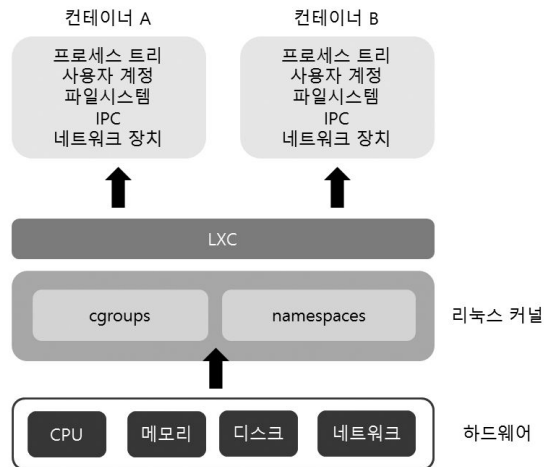 컨테이너 A
컨테이너 B
프로세스 트리
사용자 계정
파일시스템
IPC
네트워크 장치
프로세스 트리
사용자 계정
파일시스템
IPC
네트워크 장치
LXC
cgroups
namespaces
리눅스 커널
CPU
메모리
디스크
네트워크
하드웨어